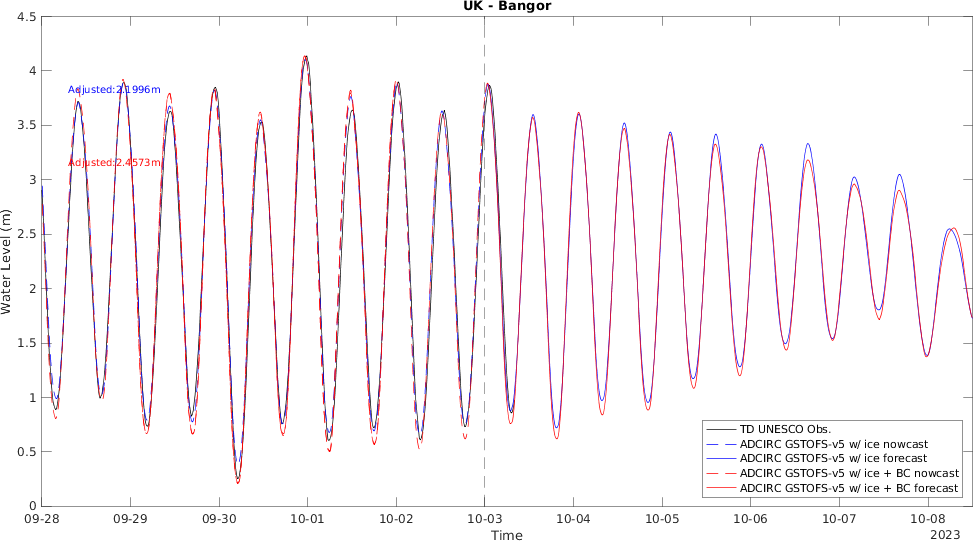 UK - Bangor
4.5
4
3.5
3
2.5
2
1.5
1
0.5
0
Water Level (m)
Adjusted:2.1996m
Adjusted:2.4573m
TD UNESCO Obs.
ADCIRC GSTOFS-v5 w/ ice nowcast
ADCIRC GSTOFS-v5 w/ ice forecast
ADCIRC GSTOFS-v5 w/ ice + BC nowcast
ADCIRC GSTOFS-v5 w/ ice + BC forecast
09-28 09-29 09-30 10-01 10-02 10-03 10-04 10-05 10-06 10-07 10-08
Time
2023